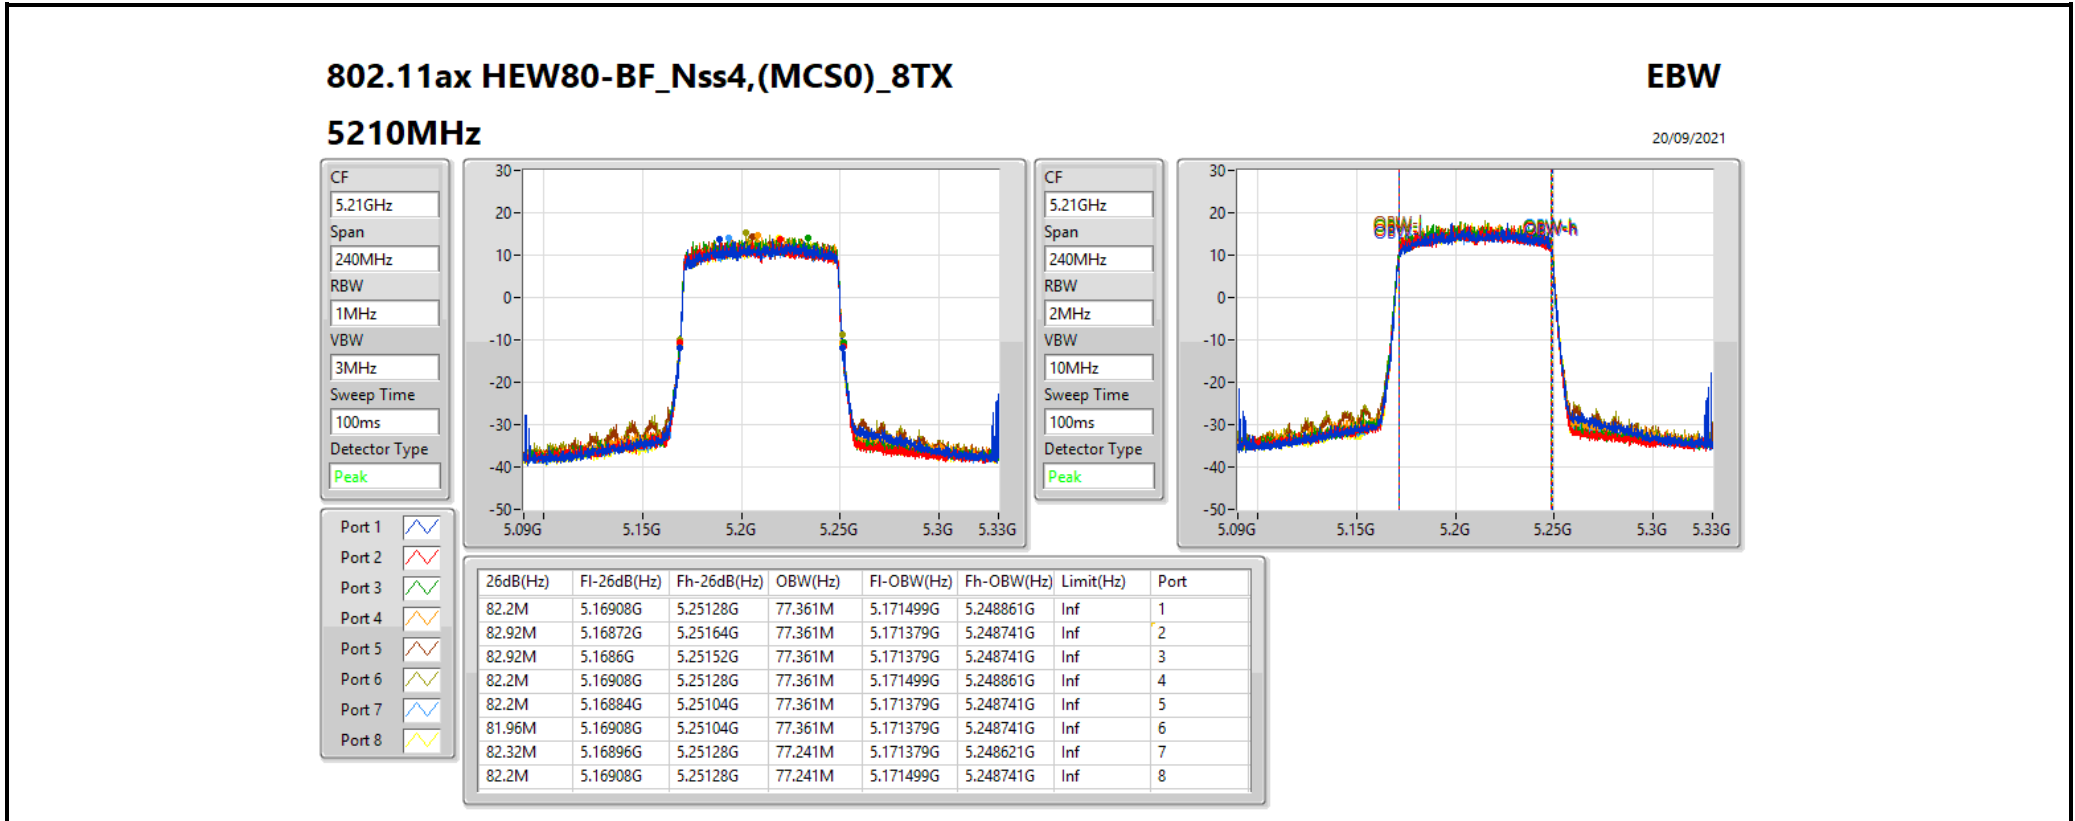 802.11ax HEW80-BF_Nss4,(MCS0)_8TX
EBW
5210MHz
20/09/2021
CF
5.21GHz
Span
240MHz
RBW
1MHz
VBW
3MHz
Sweep Time
100ms
Detector Type
Peak
30
20
10
0
-10
-20
-30
-40
-50
5.09G 5.15G 5.2G 5.25G 5.3G 5.33G
CF
5.21GHz
Span
240MHz
RBW
2MHz
VBW
10MHz
Sweep Time
100ms
Detector Type
Peak
30
20
10
0
-10
-20
-30
-40
-50
OBW-l OBW-h
5.09G 5.15G 5.2G 5.25G 5.3G 5.33G
Port 1
Port 2
Port 3
Port 4
Port 5
Port 6
Port 7
Port 8
26dB(Hz) Fl-26dB(Hz) Fh-26dB(Hz) OBW(Hz) Fl-OBW(Hz) Fh-OBW(Hz) Limit(Hz) Port
82.2M 5.16908G 5.25128G 77.361M 5.171499G 5.248861G Inf 1
82.92M 5.16872G 5.25164G 77.361M 5.171379G 5.248741G Inf 2
82.92M 5.1686G 5.25152G 77.361M 5.171379G 5.248741G Inf 3
82.2M 5.16908G 5.25128G 77.361M 5.171499G 5.248861G Inf 4
82.2M 5.16884G 5.25104G 77.361M 5.171379G 5.248741G Inf 5
81.96M 5.16908G 5.25104G 77.361M 5.171379G 5.248741G Inf 6
82.32M 5.16896G 5.25128G 77.241M 5.171379G 5.248621G Inf 7
82.2M 5.16908G 5.25128G 77.241M 5.171499G 5.248741G Inf 8